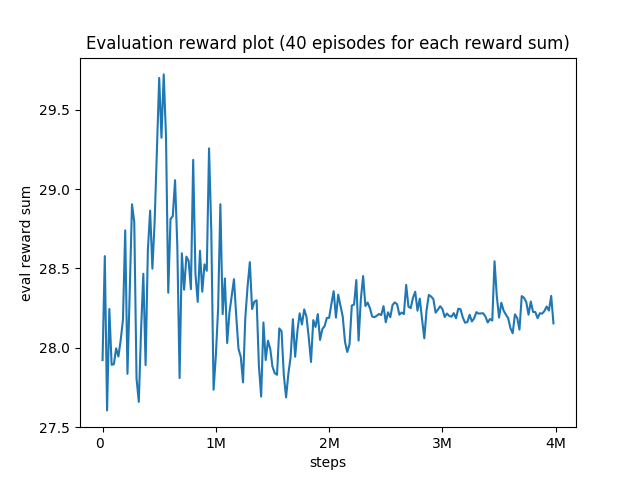 Evaluation reward plot (40 episodes for each reward sum)
29.5
29.0
28.5
28.0
27.5
eval reward sum
0 1M 2M 3M 4M
steps